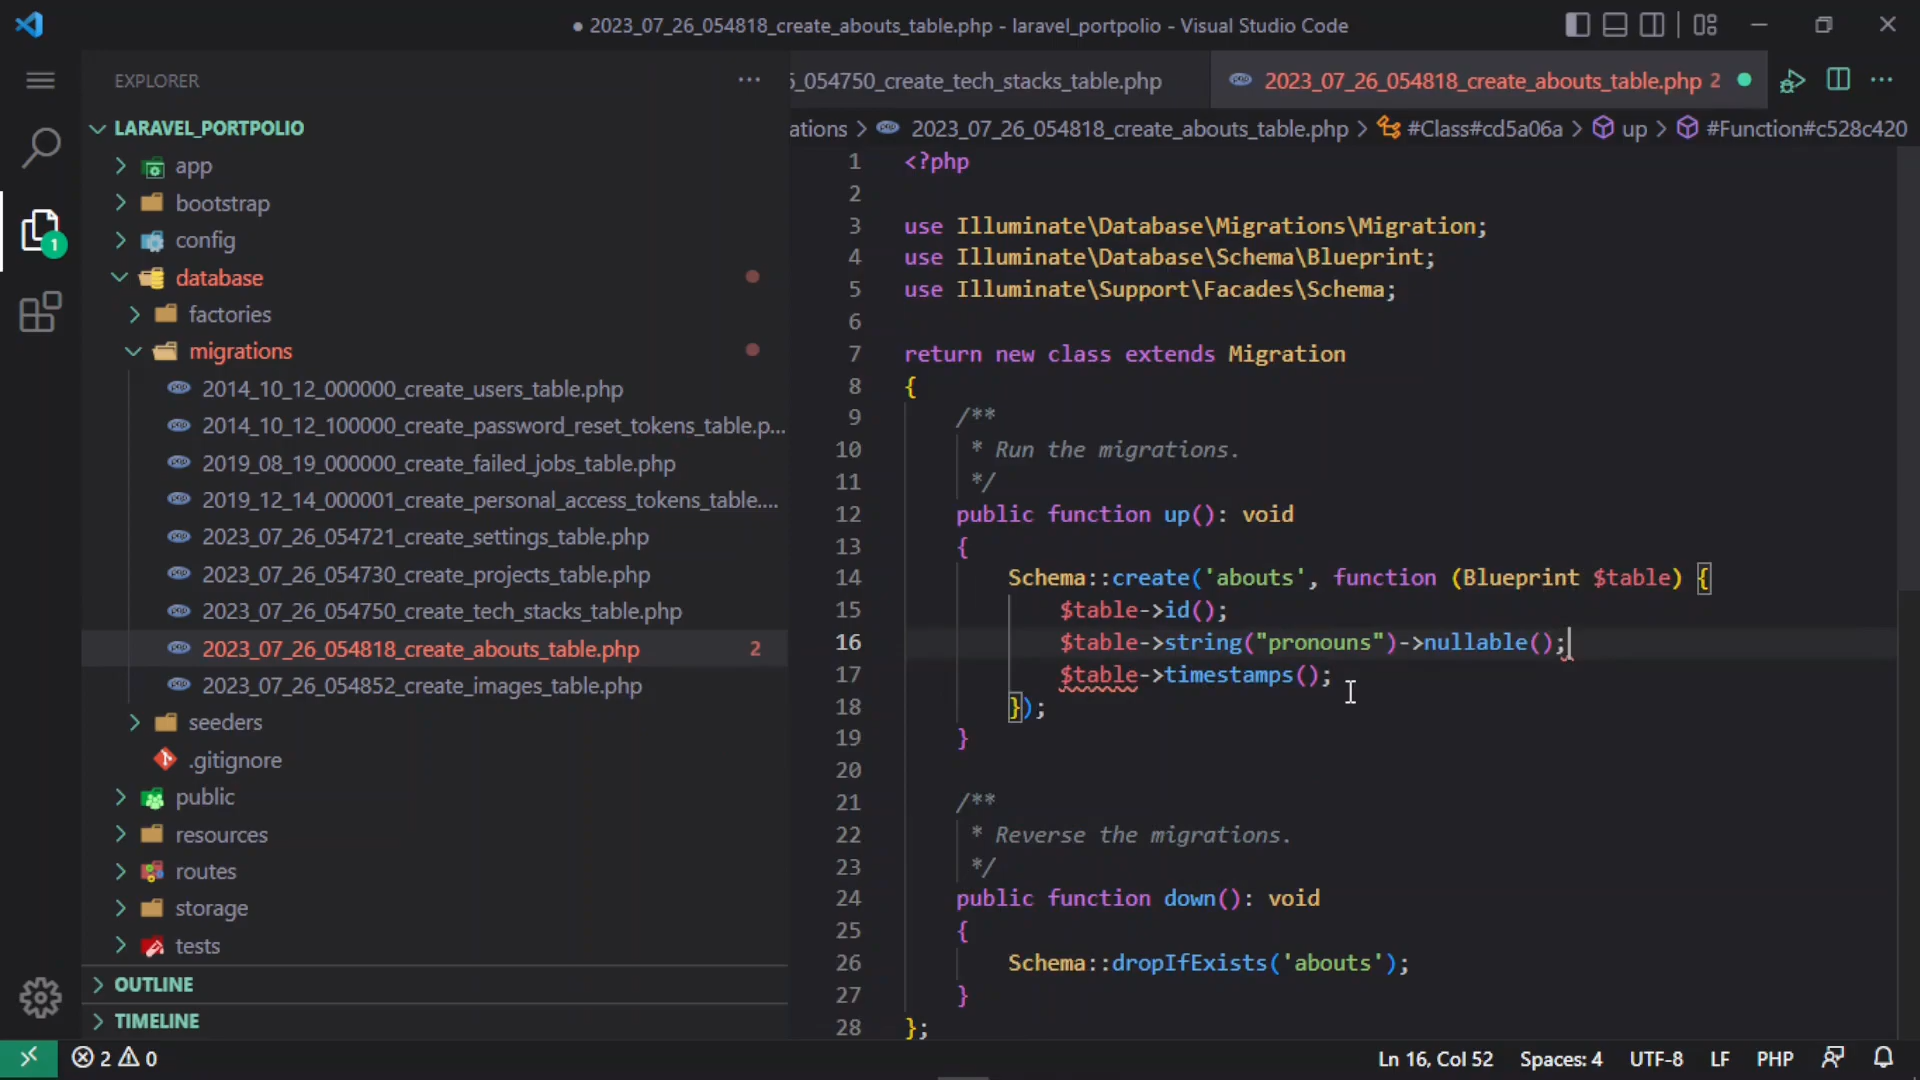 ● 2023_07_26_054818_create_abouts_table.php - laravel_portpolio - Visual Studio Code
EXPLORER
LARAVEL_PORTPOLIO
app
bootstrap
config
database
factories
migrations
2014_10_12_000000_create_users_table.php
2014_10_12_100000_create_password_reset_tokens_table.p...
2019_08_19_000000_create_failed_jobs_table.php
2019_12_14_000001_create_personal_access_tokens_table....
2023_07_26_054721_create_settings_table.php
2023_07_26_054730_create_projects_table.php
2023_07_26_054750_create_tech_stacks_table.php
2023_07_26_054818_create_abouts_table.php 2
2023_07_26_054852_create_images_table.php
seeders
.gitignore
public
resources
routes
storage
tests
OUTLINE
TIMELINE
1
_054750_create_tech_stacks_table.php 2023_07_26_054818_create_abouts_table.php 2
ations > 2023_07_26_054818_create_abouts_table.php > #Class#cd5a06a > up > #Function#c528c420
1 <?php
2
3 use Illuminate\Database\Migrations\Migration;
4 use Illuminate\Database\Schema\Blueprint;
5 use Illuminate\Support\Facades\Schema;
6
7 return new class extends Migration
8 {
9 /**
10 * Run the migrations.
11 */
12 public function up(): void
13 {
14 Schema::create('abouts', function (Blueprint $table) {
15 $table->id();
16 $table->string("pronouns")->nullable();
17 $table->timestamps();
18 });
19 }
20
21 /**
22 * Reverse the migrations.
23 */
24 public function down(): void
25 {
26 Schema::dropIfExists('abouts');
27 }
28 };
2 0 Ln 16, Col 52 Spaces: 4 UTF-8 LF PHP